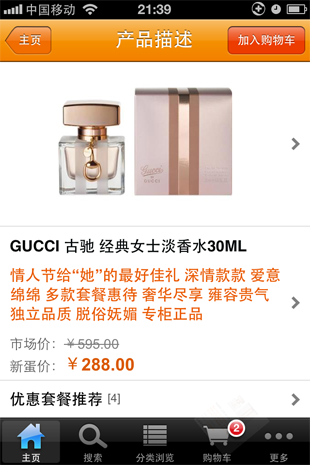 中国移动 21:39
主页 产品描述 加入购物车
Gucci
BY GUCCI
GUCCI 古驰 经典女士淡香水30ML
情人节给“她”的最好佳礼 深情款款 爱意
绵绵 多款套餐惠待 奢华尽享 雍容贵气
独立品质 脱俗妩媚 专柜正品
市场价: ￥595.00
新蛋价: ￥288.00
优惠套餐推荐 [4]
2
主页 搜索 分类浏览 购物车 更多